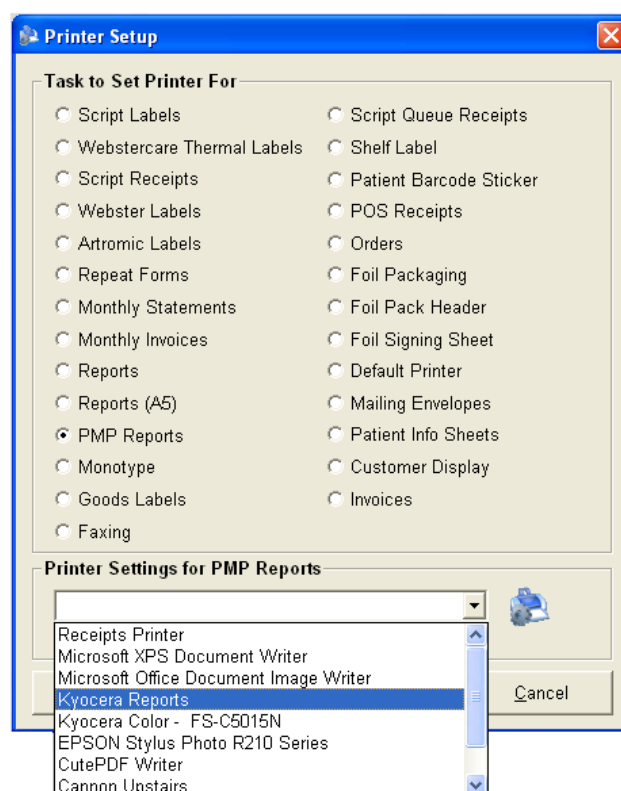 Printer Setup
Task to Set Printer For
Script Labels
Webstercare Thermal Labels
Script Receipts
Webster Labels
Artromic Labels
Repeat Forms
Monthly Statements
Monthly Invoices
Reports
Reports (A5)
PMP Reports
Monotype
Goods Labels
Faxing
Script Queue Receipts
Shelf Label
Patient Barcode Sticker
POS Receipts
Orders
Foil Packaging
Foil Pack Header
Foil Signing Sheet
Default Printer
Mailing Envelopes
Patient Info Sheets
Customer Display
Invoices
Printer Settings for PMP Reports
Receipts Printer
Microsoft XPS Document Writer
Microsoft Office Document Image Writer
Kyocera Reports
Kyocera Color - FS-C5015N
EPSON Stylus Photo R210 Series
CutePDF Writer
Cannon Upstairs
Cancel